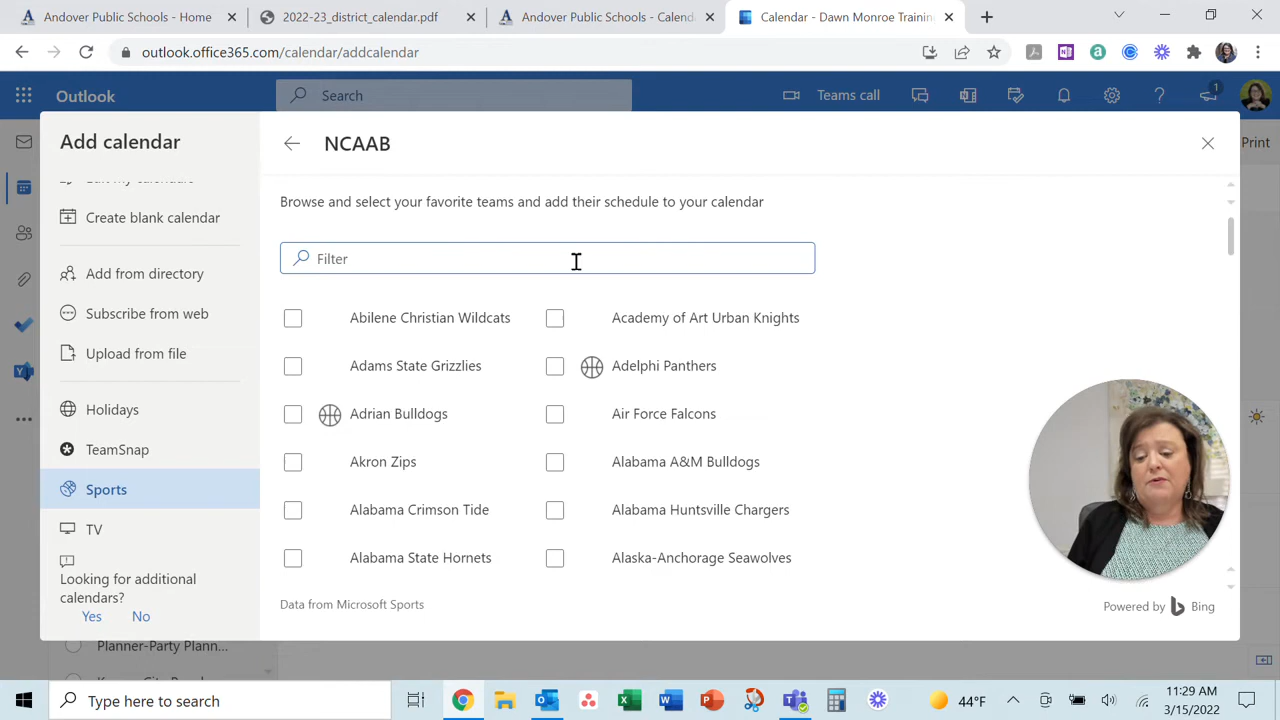 Andover Public Schools - Home
2022-23_district_calendar.pdf
Andover Public Schools - Calend
Calendar - Dawn Monroe Training
outlook.office365.com/calendar/addcalendar
Outlook
Search
Teams call
1
Print
Add calendar
NCAAB
Edit my calendars
Create blank calendar
Add from directory
Subscribe from web
Upload from file
Holidays
TeamSnap
Sports
TV
Looking for additional
calendars?
Yes No
Browse and select your favorite teams and add their schedule to your calendar
Filter
Abilene Christian Wildcats
Academy of Art Urban Knights
Adams State Grizzlies
Adelphi Panthers
Adrian Bulldogs
Air Force Falcons
Akron Zips
Alabama A&M Bulldogs
Alabama Crimson Tide
Alabama Huntsville Chargers
Alabama State Hornets
Alaska-Anchorage Seawolves
Data from Microsoft Sports
Powered by Bing
Planner-Party Plann...
Type here to search
44°F
11:29 AM
3/15/2022